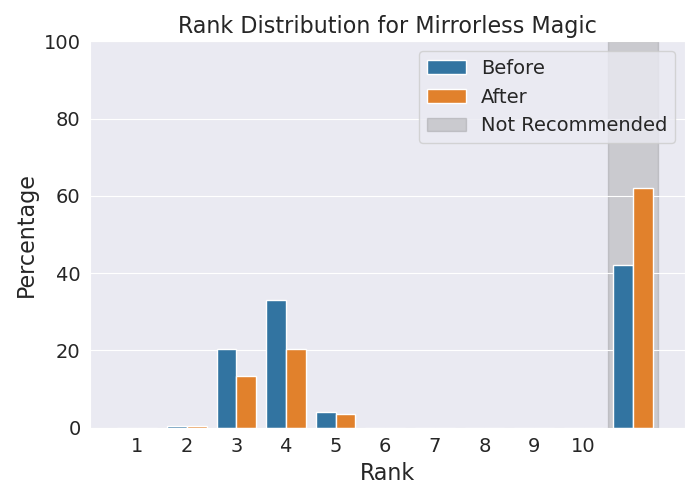 Rank Distribution for Mirrorless Magic
100
80
60
40
20
0
Percentage
Before
After
Not Recommended
1 2 3 4 5 6 7 8 9 10
Rank